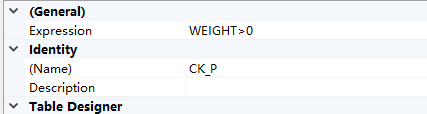 (General)
Expression WEIGHT>0
Identity
(Name) CK_P
Description
Table Designer